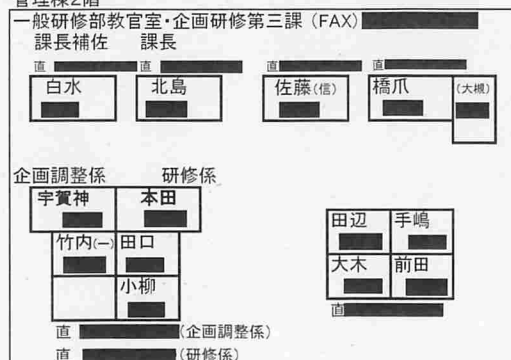 管理棟2階
一般研修部教官室・企画研修第三課（FAX）
課長補佐 課長
直 直 直 直
白水 北島 佐藤(信) 橋爪 (大槻)
企画調整係 研修係
宇賀神 本田
田辺 手嶋
竹内(一) 田口
大木 前田
小柳
直
直 (企画調整係)
直 (研修係)